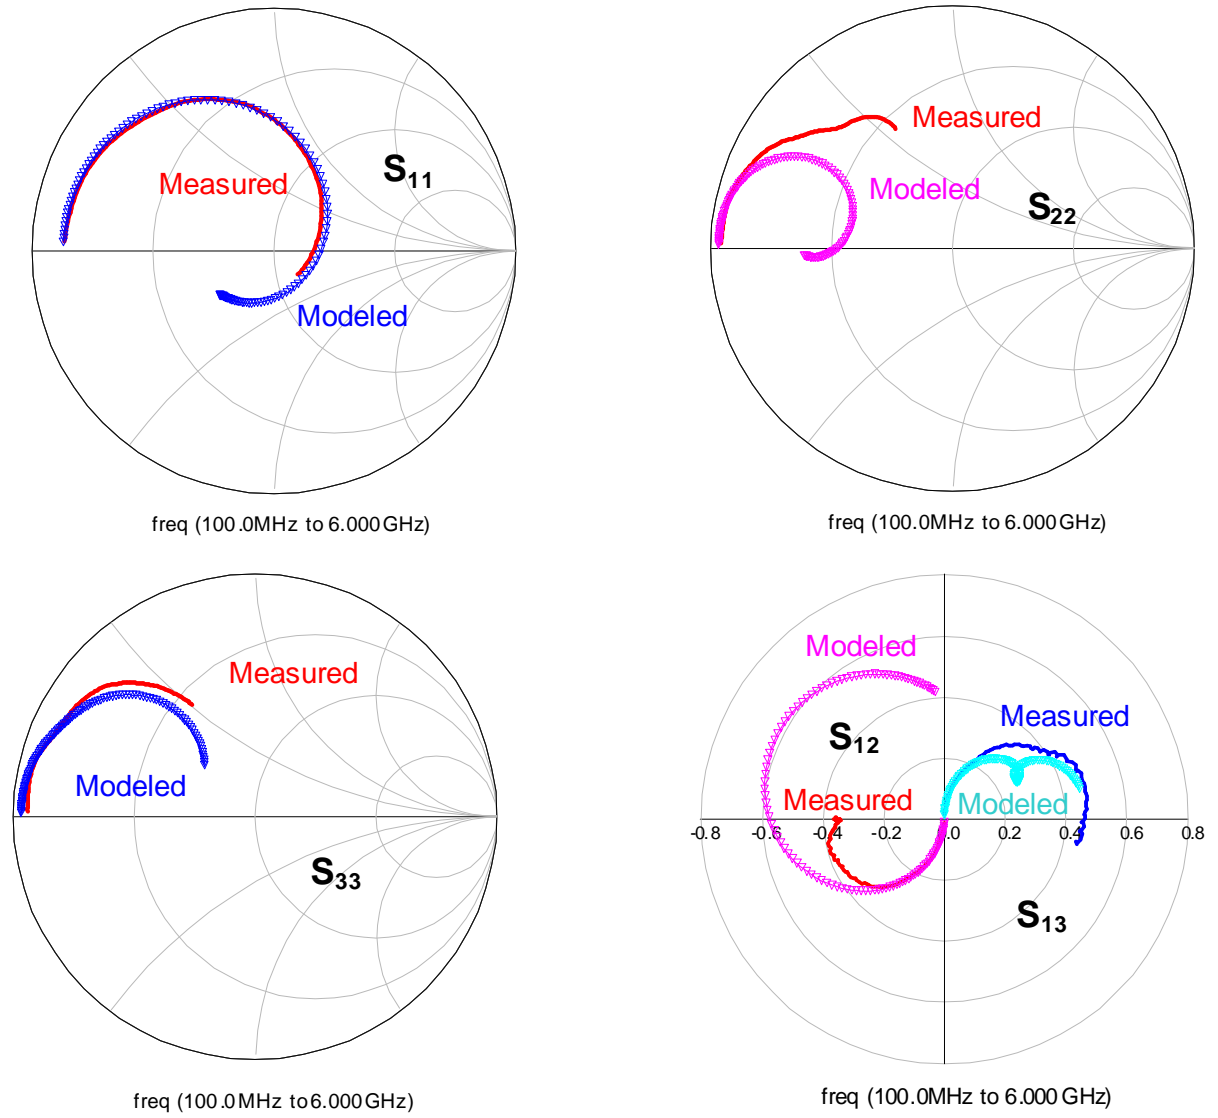 S11
Measured
Modeled
freq (100.0MHz to 6.000GHz)
Measured
Modeled
S22
freq (100.0MHz to 6.000GHz)
Measured
Modeled
S33
freq (100.0MHz to 6.000GHz)
Modeled
S12
Measured
Measured
Modeled
-0.8 -0.6 -0.4 -0.2 0.0 0.2 0.4 0.6 0.8
S13
freq (100.0MHz to 6.000GHz)